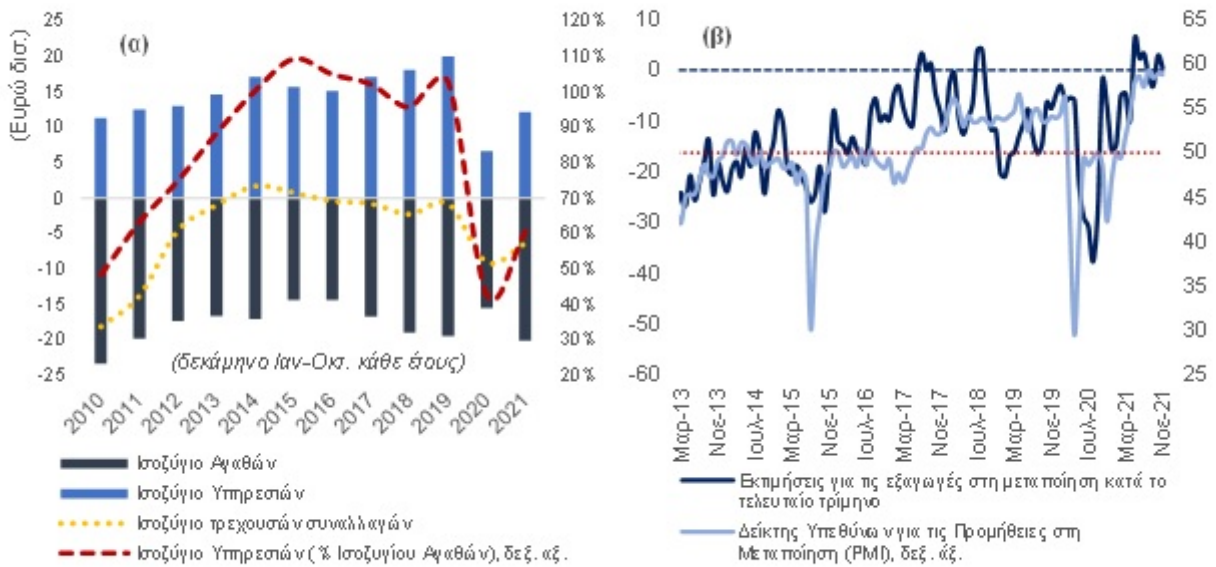 (α)
(Ευρώ δισ.)
25
20
15
10
5
0
-5
-10
-15
-20
-25
120%
110%
100%
90%
80%
70%
60%
50%
40%
30%
20%
(δεκάμηνο Ιαν-Οκτ. κάθε έτους)
2010 2011 2012 2013 2014 2015 2016 2017 2018 2019 2020 2021
Ισοζύγιο Αγαθών
Ισοζύγιο Υπηρεσιών
Ισοζύγιο τρεχουσών συναλλαγών
Ισοζύγιο Υπηρεσιών (% Ισοζυγίου Αγαθών), δεξ. αξ.
(β)
10
0
-10
-20
-30
-40
-50
-60
65
60
55
50
45
40
35
30
25
Μαρ-13 Νοε-13 Ιουλ-14 Μαρ-15 Νοε-15 Ιουλ-16 Μαρ-17 Νοε-17 Ιουλ-18 Μαρ-19 Νοε-19 Ιουλ-20 Μαρ-21 Νοε-21
Εκτιμήσεις για τις εξαγωγές στη μεταποίηση κατά το
τελευταίο τρίμηνο
Δείκτης Υπεθύνων για τις Προμήθειες στη
Μεταποίηση (PMI), δεξ. άξ.